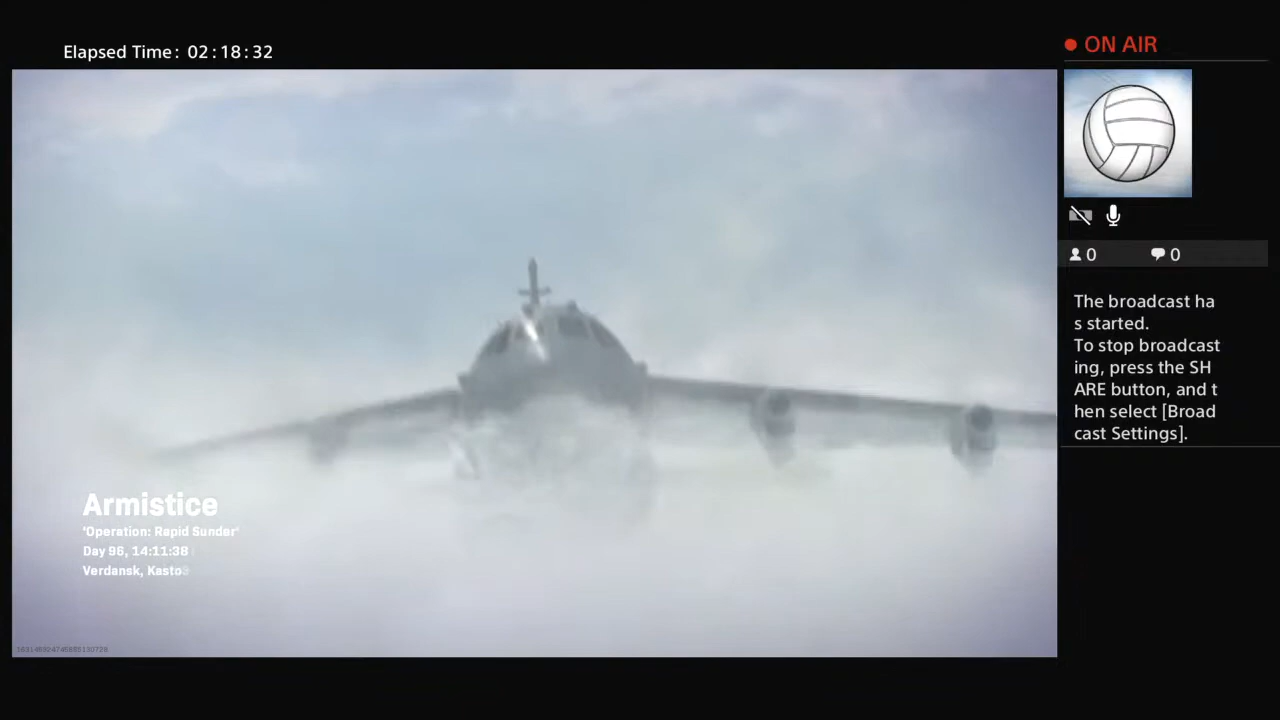 Elapsed Time: 02:18:32
ON AIR
0 0
The broadcast ha
s started.
To stop broadcast
ing, press the SH
ARE button, and t
hen select [Broad
cast Settings].
Armistice
'Operation: Rapid Sunder'
Day 96, 14:11:38
Verdansk, Kasto